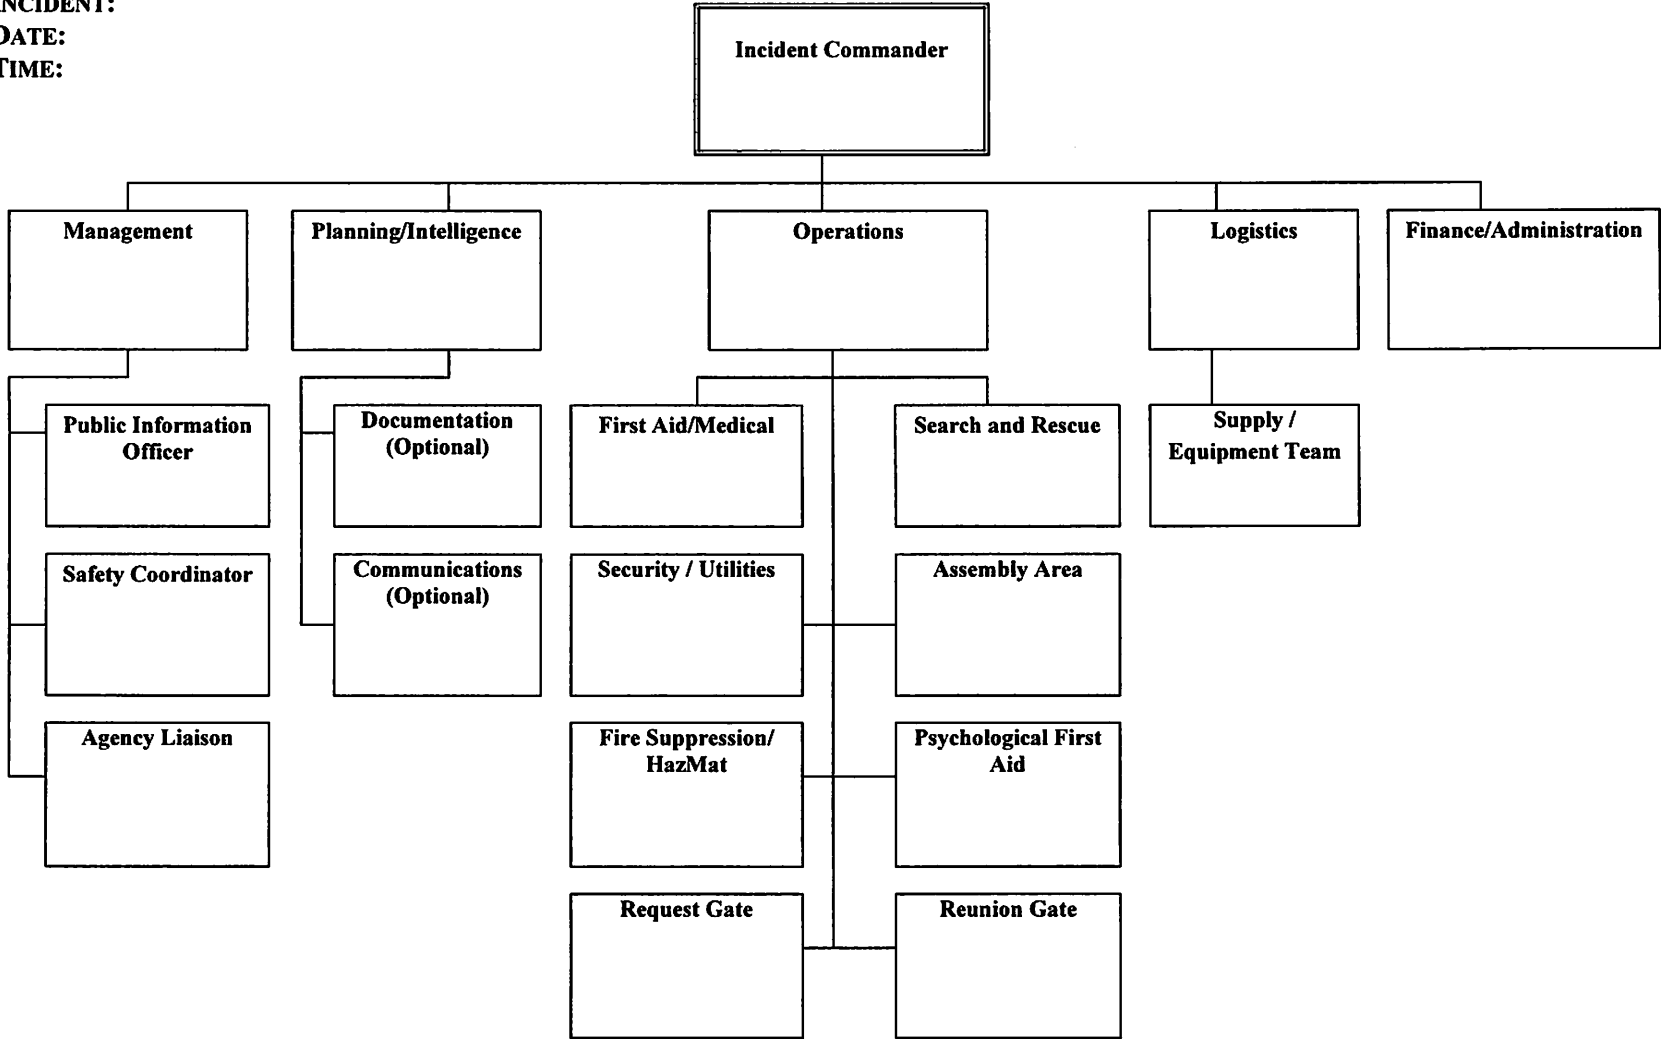 INCIDENT:
DATE:
TIME:
Incident Commander
Management
Planning/Intelligence
Operations
Logistics
Finance/Administration
Public Information
Officer
Documentation
(Optional)
First Aid/Medical
Search and Rescue
Supply /
Equipment Team
Safety Coordinator
Communications
(Optional)
Security / Utilities
Assembly Area
Agency Liaison
Fire Suppression/
HazMat
Psychological First
Aid
Request Gate
Reunion Gate